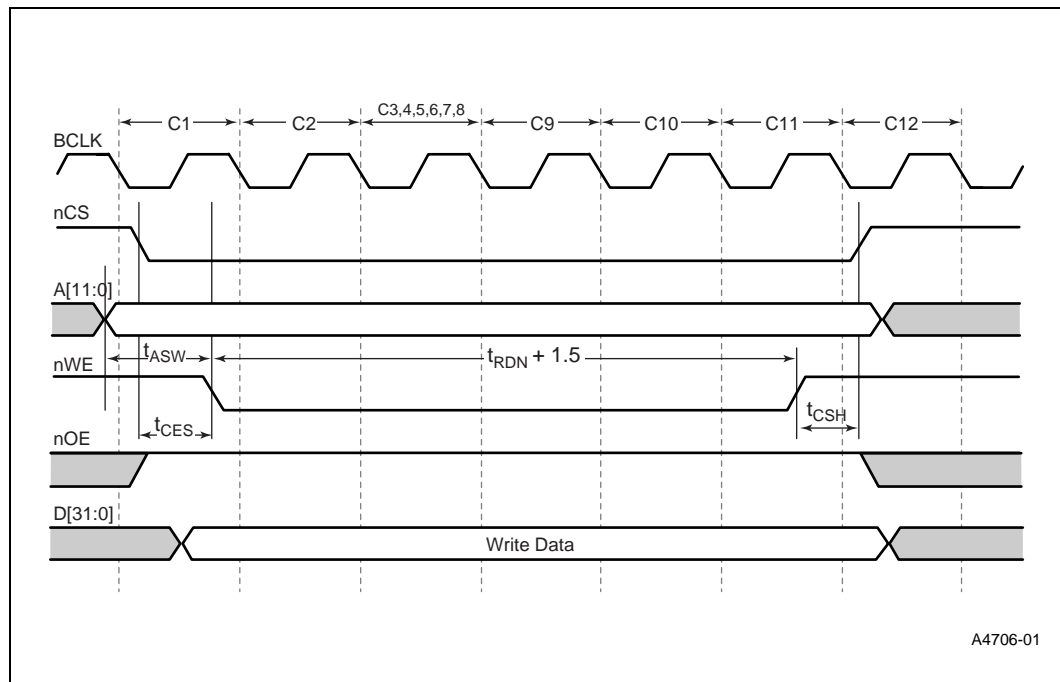 C1 C2 C3,4,5,6,7,8 C9 C10 C11 C12
BCLK
nCS
A[11:0]
tASW tRDN + 1.5
nWE
tCES tCSH
nOE
D[31:0]
Write Data
A4706-01